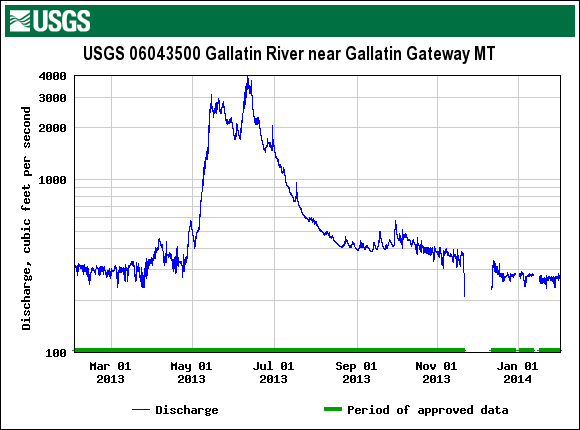 USGS
USGS 06043500 Gallatin River near Gallatin Gateway MT
Discharge, cubic feet per second
4000
3000
2000
1000
100
Mar 01 May 01 Jul 01 Sep 01 Nov 01 Jan 01
2013 2013 2013 2013 2013 2014
Discharge Period of approved data